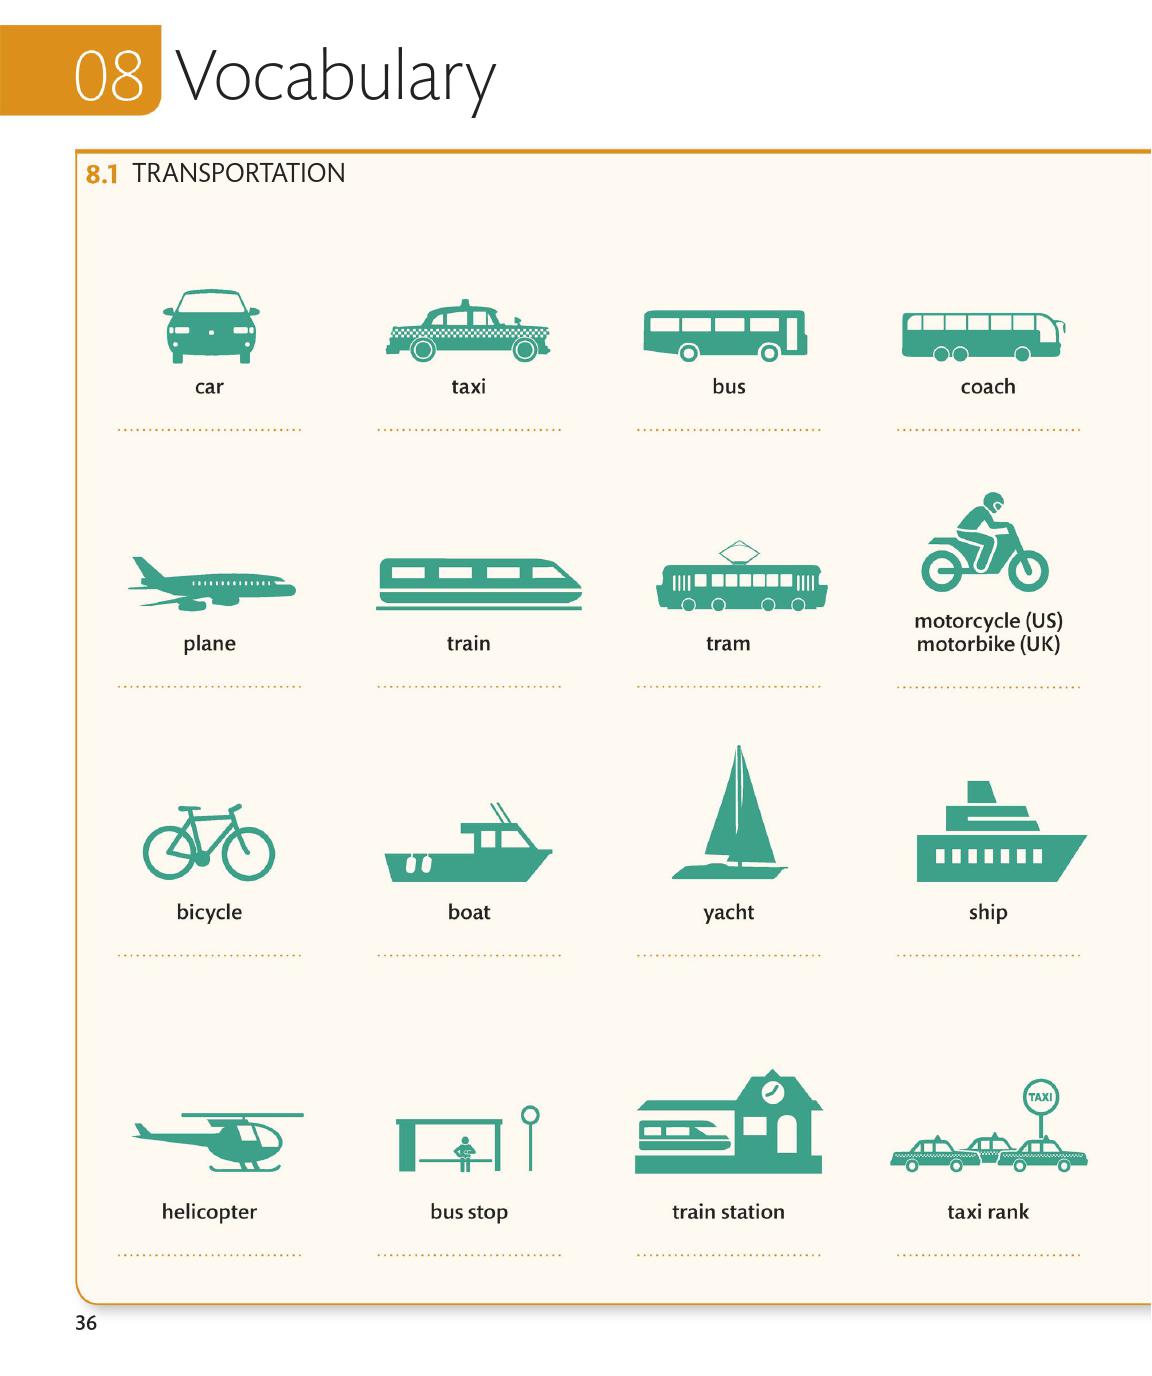 08 Vocabulary
8.1 TRANSPORTATION
car
taxi
bus
coach
plane
train
tram
motorcycle (US)
motorbike (UK)
bicycle
boat
yacht
ship
TAXI
helicopter
bus stop
train station
taxi rank
36